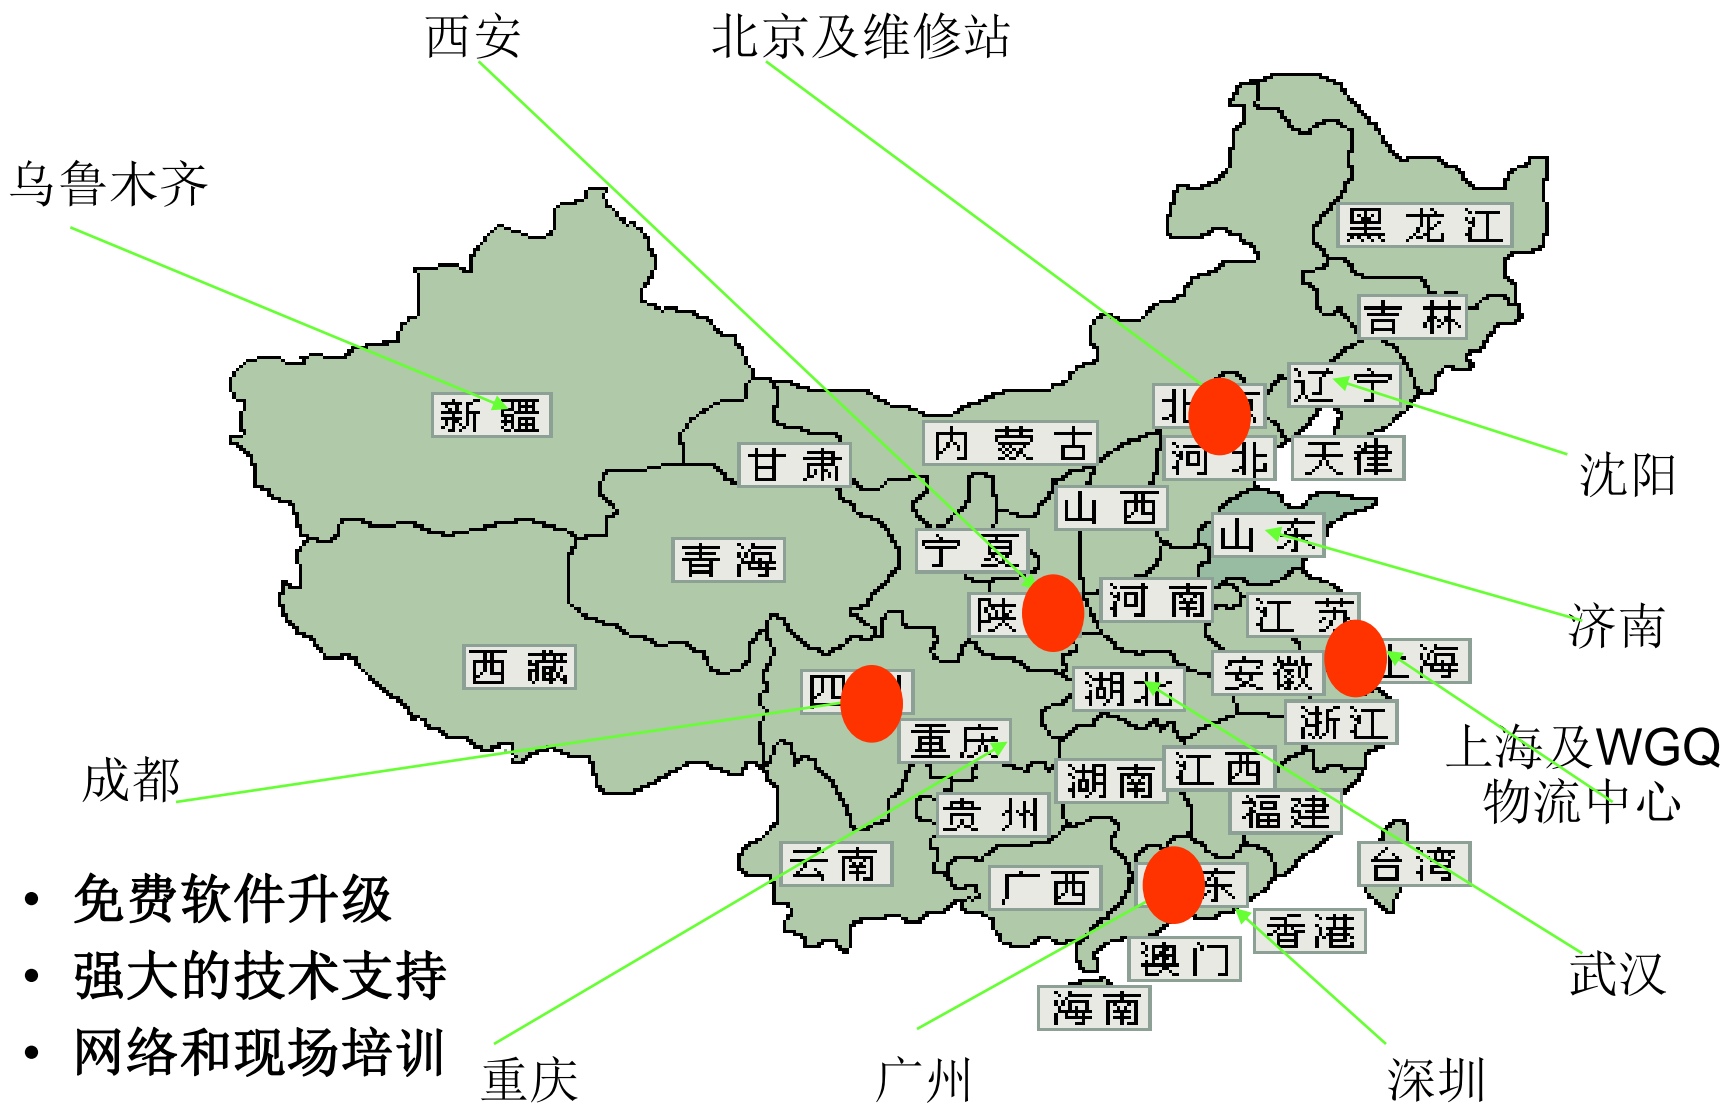 西安
北京及维修站
乌鲁木齐
黑龙江
吉林
辽宁
北
新疆
内蒙古
甘肃
河北
天津
沈阳
山西
山东
宁夏
青海
陕
河南
江苏
济南
西藏
上海
安徽
湖北
四
浙江
重庆
上海及WGQ
物流中心
成都
江西
湖南
贵州
福建
云南
台湾
广西
东
免费软件升级
香港
澳门
强大的技术支持
武汉
海南
网络和现场培训
重庆
广州
深圳